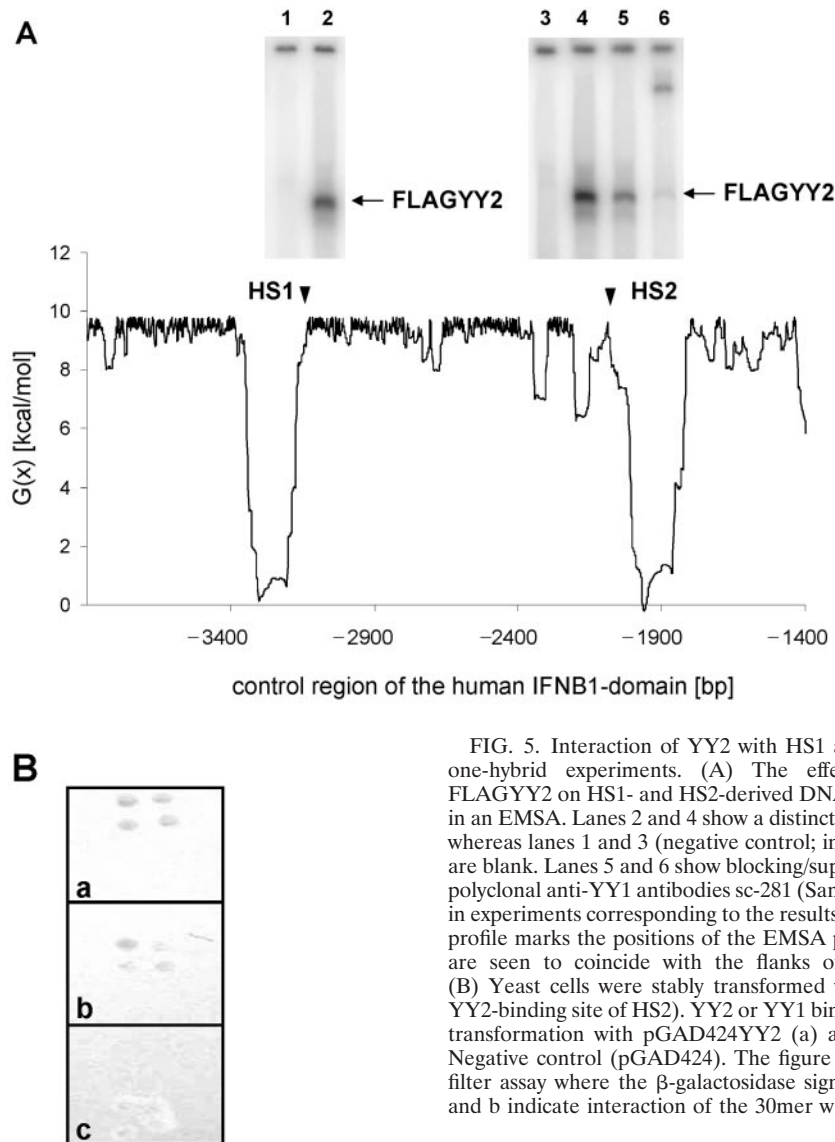 A
1 2
3 4 5 6
FLAGYY2
FLAGYY2
12
10
8
6
4
2
0
G(x) [kcal/mol]
HS1
HS2
−3400 −2900 −2400 −1900 −1400
control region of the human IFNB1-domain [bp]
B
a
b
c
FIG. 5. Interaction of YY2 with HS1 a
one-hybrid experiments. (A) The effe
FLAGYY2 on HS1- and HS2-derived DNA
in an EMSA. Lanes 2 and 4 show a distinct
whereas lanes 1 and 3 (negative control; in
are blank. Lanes 5 and 6 show blocking/sup
polyclonal anti-YY1 antibodies sc-281 (San
in experiments corresponding to the results
profile marks the positions of the EMSA p
are seen to coincide with the flanks o
(B) Yeast cells were stably transformed
YY2-binding site of HS2). YY2 or YY1 bin
transformation with pGAD424YY2 (a) a
Negative control (pGAD424). The figure
filter assay where the β-galactosidase sign
and b indicate interaction of the 30mer w